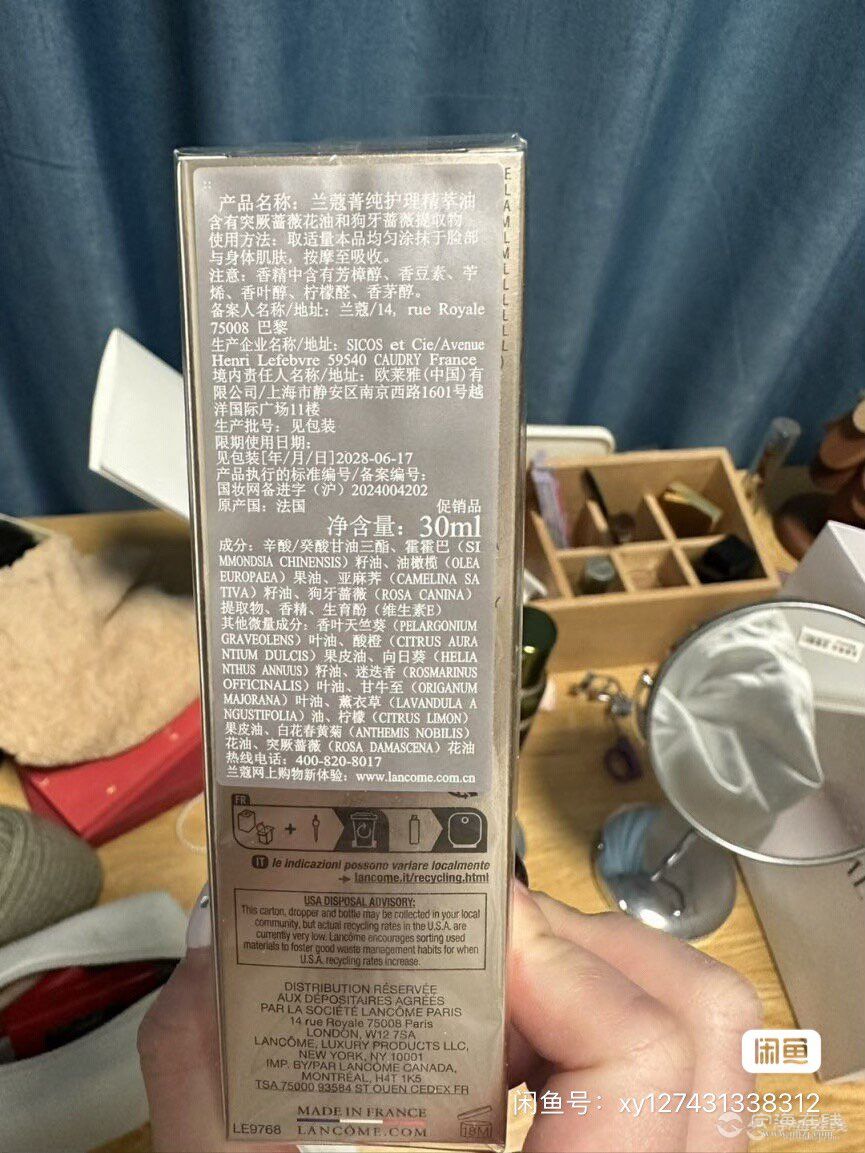 产品名称：兰蔻菁纯护理精萃油
含有突厥蔷薇花油和狗牙蔷薇提取物
使用方法：取适量本品均匀涂抹于脸部
与身体肌肤，按摩至吸收。
注意：香精中含有芳樟醇、香豆素、苧
烯、香叶醇、柠檬醛、香茅醇。
备案人名称/地址：兰蔻/14, rue Royale
75008 巴黎
生产企业名称/地址：SICOS et Cie/Avenue
Henri Lefebvre 59540 CAUDRY France
境内责任人名称/地址：欧莱雅(中国)有
限公司/上海市静安区南京西路1601号越
洋国际广场11楼
生产批号：见包装
限期使用日期：
见包装[年/月/日]2028-06-17
产品执行的标准编号/备案编号：
国妆网备进字（沪）2024004202
原产国：法国 促销品
净含量：30ml
成分：辛酸/癸酸甘油三酯、霍霍巴（SI
MMONDSIA CHINENSIS）籽油、油橄榄（OLEA
EUROPAEA）果油、亚麻荠（CAMELINA SA
TIVA）籽油、狗牙蔷薇（ROSA CANINA）
提取物、香精、生育酚（维生素E）
其他微量成分：香叶天竺葵（PELARGONIUM
GRAVEOLENS）叶油、酸橙（CITRUS AURA
NTIUM DULCIS）果皮油、向日葵（HELIA
NTHUS ANNUUS）籽油、迷迭香（ROSMARINUS
OFFICINALIS）叶油、甘牛至（ORIGANUM
MAJORANA）叶油、薰衣草（LAVANDULA A
NGUSTIFOLIA）油、柠檬（CITRUS LIMON）
果皮油、白花春黄菊（ANTHEMIS NOBILIS）
花油、突厥蔷薇（ROSA DAMASCENA）花油
热线电话：400-820-8017
兰蔻网上购物新体验：www.lancome.com.cn
FR
IT le indicazioni possono variare localmente
lancome.it/recycling.html
USA DISPOSAL ADVISORY:
This carton, dropper and bottle may be collected in your local
community, but actual recycling rates in the U.S.A. are
currently very low. Lancôme encourages sorting used
materials to foster good waste management habits for when
U.S.A. recycling rates increase.
DISTRIBUTION RÉSERVÉE
AUX DÉPOSITAIRES AGRÉÉS
PAR LA SOCIÉTÉ LANCÔME PARIS
14 rue Royale 75008 Paris
LONDON, W12 7SA
LANCÔME, LUXURY PRODUCTS LLC,
NEW YORK, NY 10001
IMP. BY/PAR LANCÔME CANADA,
MONTRÉAL, H4T 1K5
TSA 75000 93584 ST OUEN CEDEX FR
MADE IN FRANCE
LE9768 LANCOME.COM 18M
闲鱼
闲鱼号：xy127431338312